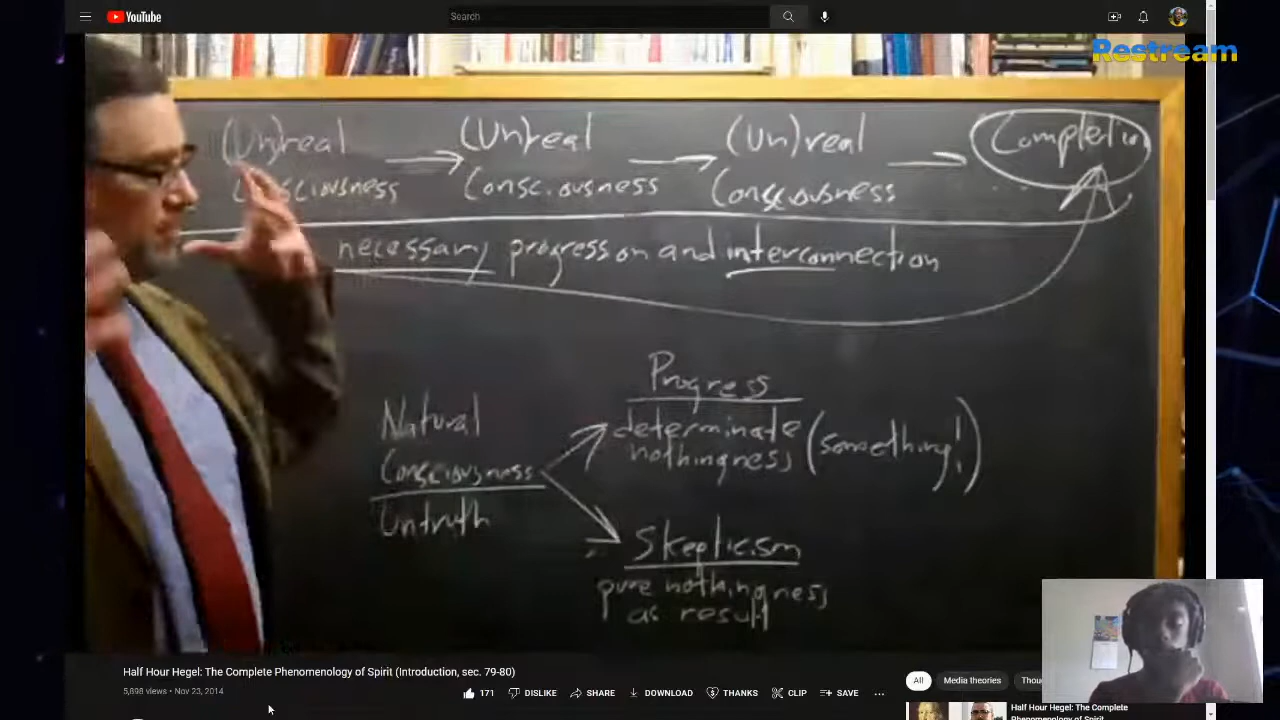 YouTube
Search
Restream
(Un)real (Un)real (Un)real Completion
Consciousness Consciousness Consciousness
necessary progression and interconnection
Progress
Natural determinate (something!)
Consciousness nothingness
Untruth
Skepticism
pure nothingness
as result
Half Hour Hegel: The Complete Phenomenology of Spirit (Introduction, sec. 79-80)
5,898 views • Nov 23, 2014
171 DISLIKE SHARE DOWNLOAD THANKS CLIP SAVE ...
All Media theories Thou
Half Hour Hegel: The Complete
Phenomenology of Spirit